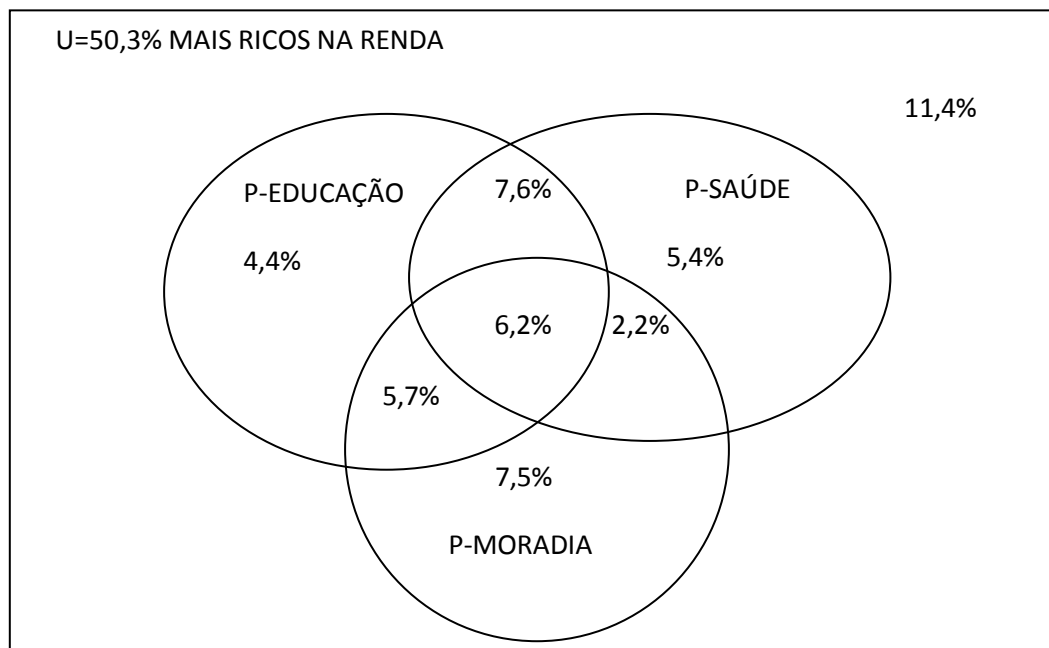 U=50,3% MAIS RICOS NA RENDA
11,4%
P-EDUCAÇÃO
7,6%
P-SAÚDE
4,4%
5,4%
6,2%
2,2%
5,7%
7,5%
P-MORADIA